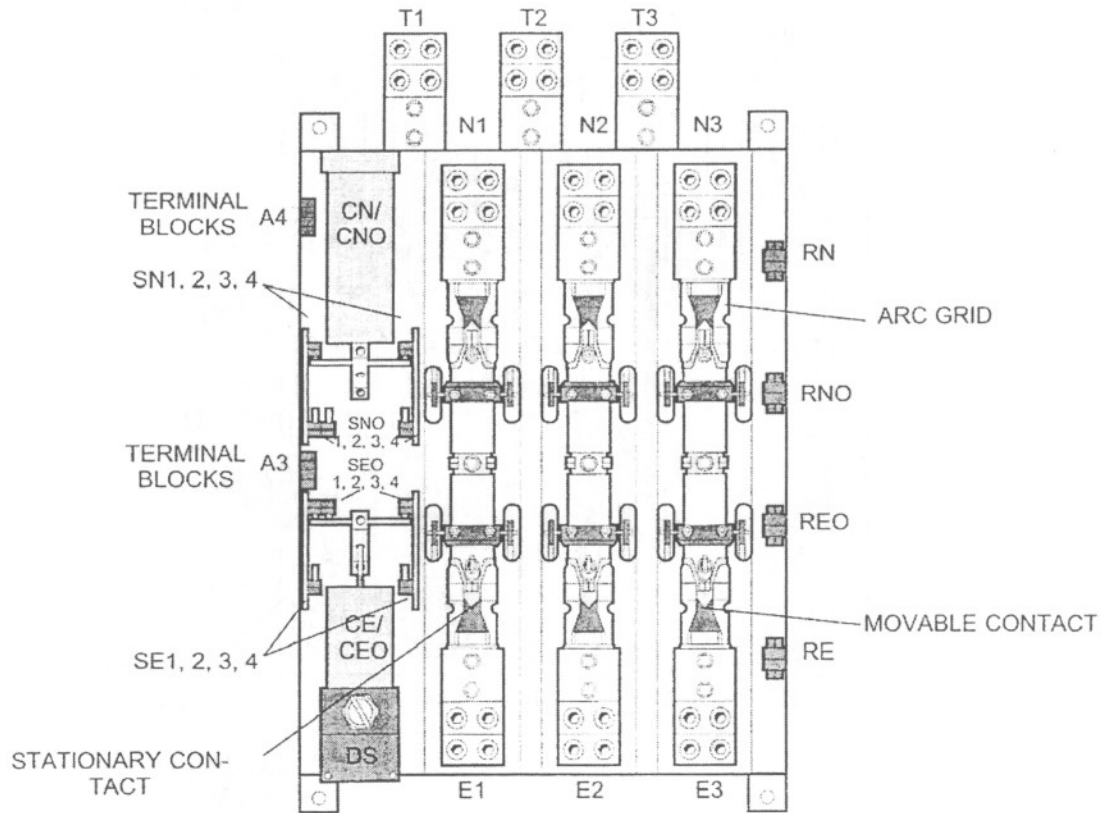 T1 T2 T3
N1 N2 N3
TERMINAL
BLOCKS A4
CN/
CNO
SN1, 2, 3, 4
RN
ARC GRID
RNO
SNO
1, 2, 3, 4
TERMINAL
BLOCKS A3
SEO
1, 2, 3, 4
REO
CE/
CEO
MOVABLE CONTACT
RE
SE1, 2, 3, 4
STATIONARY CON-
TACT
DS
E1 E2 E3